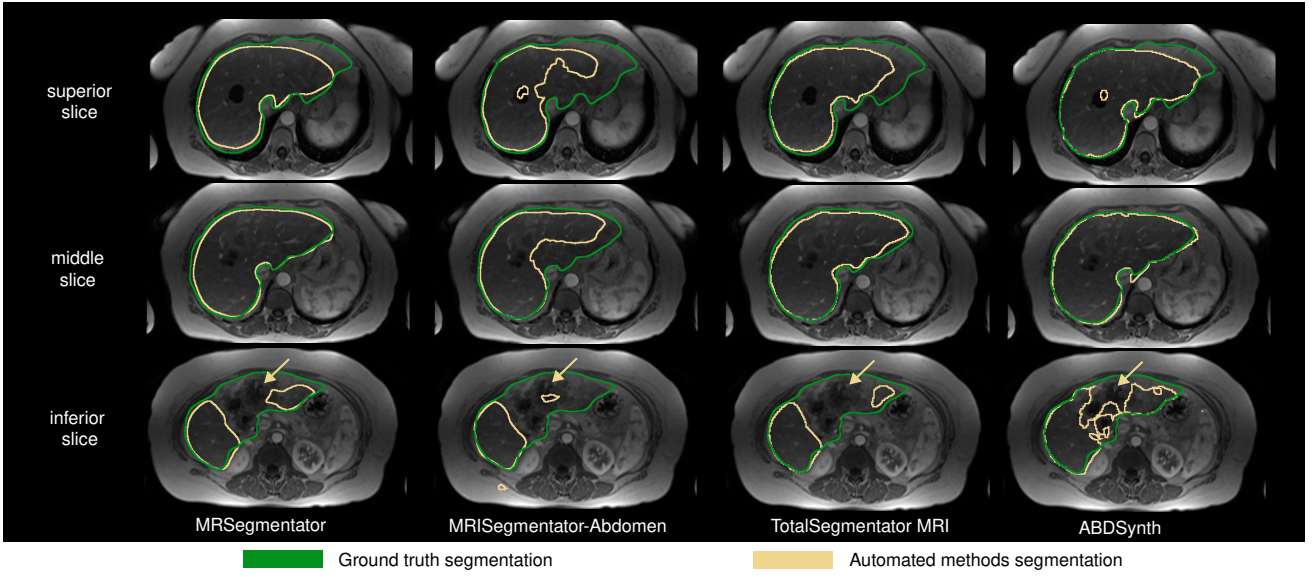 superior
slice
middle
slice
inferior
slice
MRSegmentator
MRISegmentator-Abdomen
TotalSegmentator MRI
ABDSynth
Ground truth segmentation
Automated methods segmentation